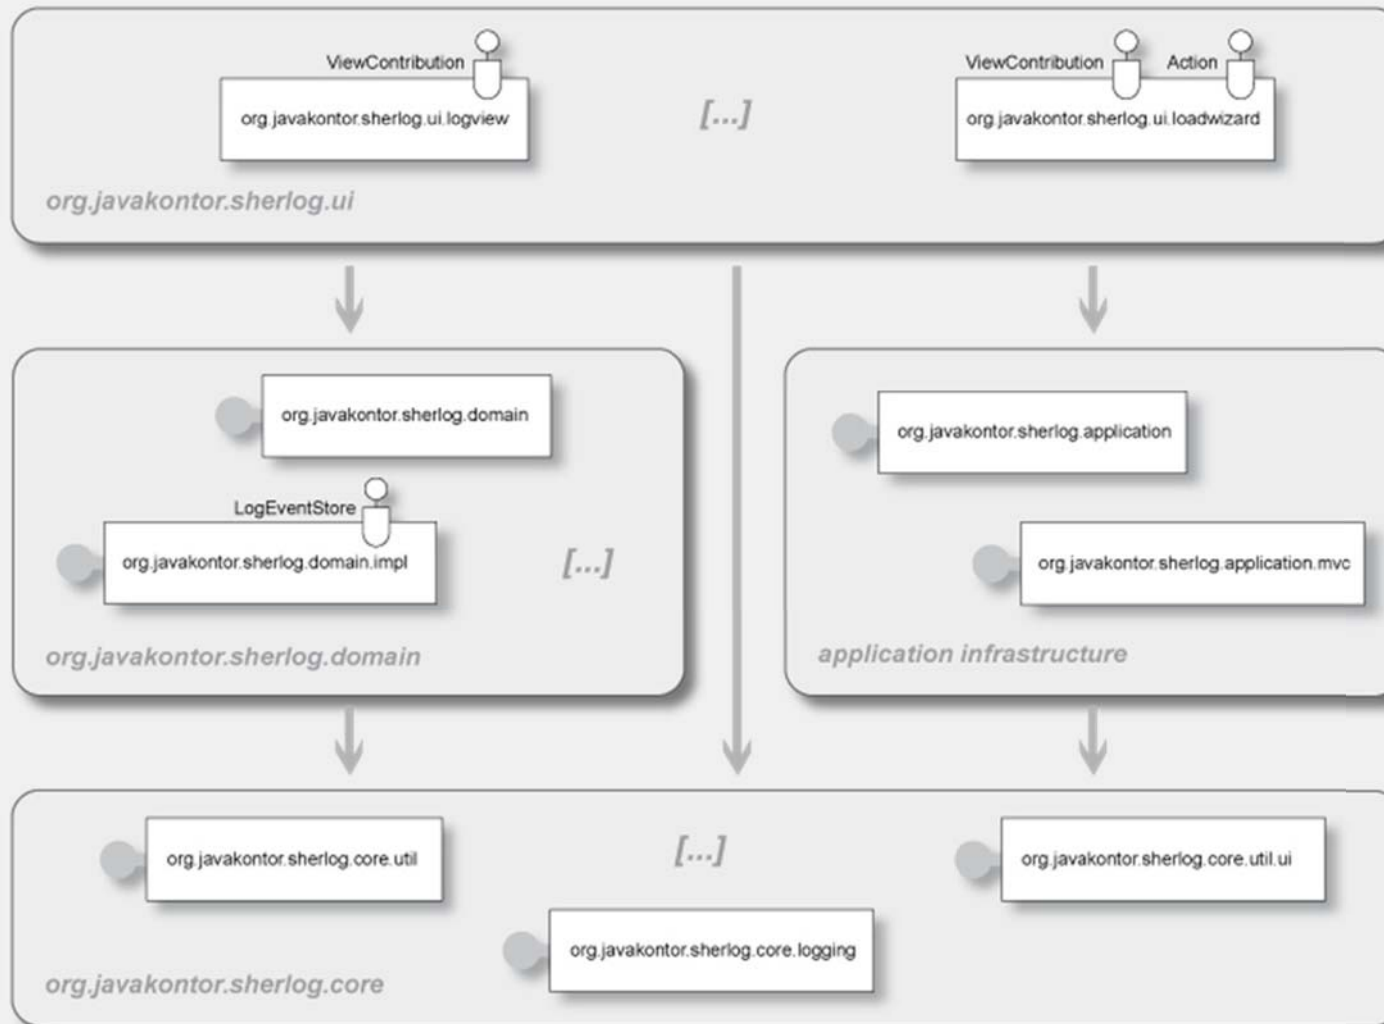 ViewContribution
ViewContribution
Action
org.javakontor.sherlog.ui.logview
[...]
org.javakontor.sherlog.ui.loadwizard
org.javakontor.sherlog.ui
org.javakontor.sherlog.domain
org.javakontor.sherlog.application
LogEventStore
org.javakontor.sherlog.domain.impl
[...]
org.javakontor.sherlog.application.mvc
org.javakontor.sherlog.domain
application infrastructure
org.javakontor.sherlog.core.util
[...]
org.javakontor.sherlog.core.util.ui
org.javakontor.sherlog.core.logging
org.javakontor.sherlog.core